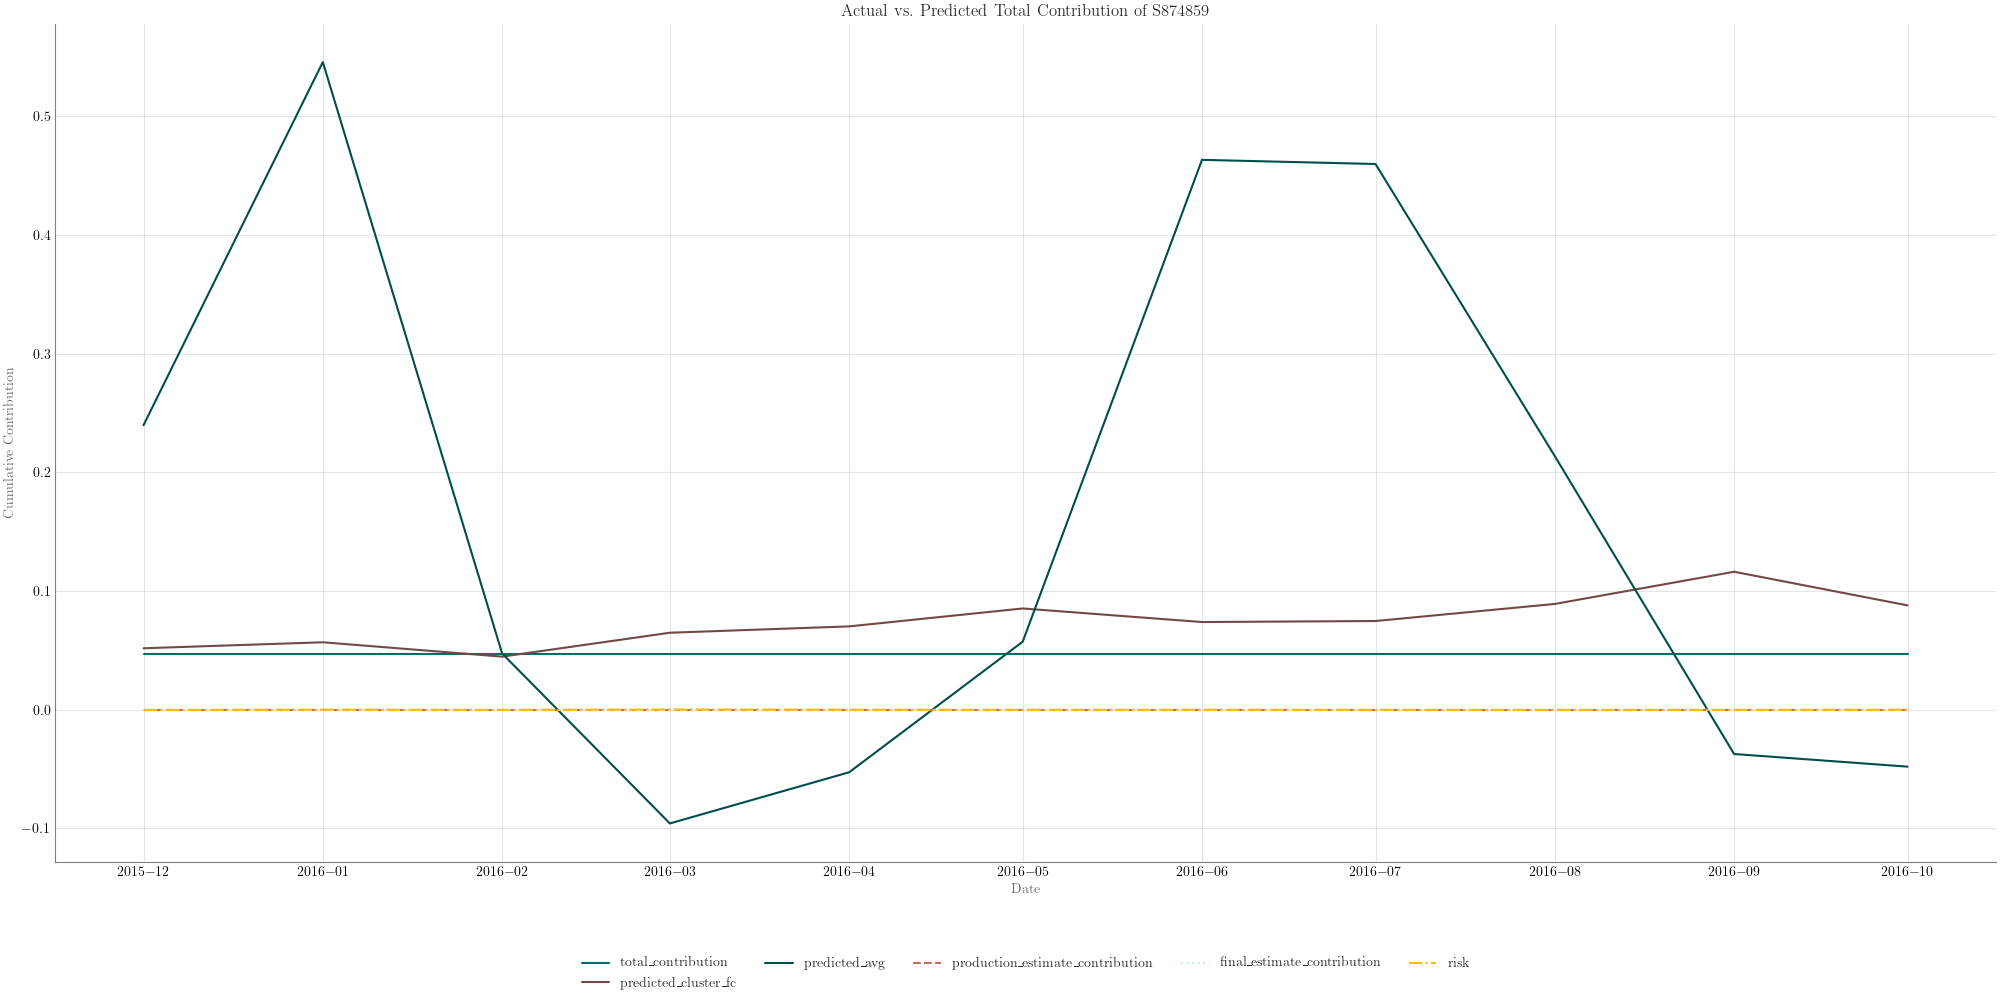 Actual vs. Predicted Total Contribution of S874859
Cumulative Contribution
0.5
0.4
0.3
0.2
0.1
0.0
−0.1
2015−12 2016−01 2016−02 2016−03 2016−04 2016−05 2016−06 2016−07 2016−08 2016−09 2016−10
Date
total_contribution predicted_avg production_estimate_contribution final_estimate_contribution risk
predicted_cluster_fc